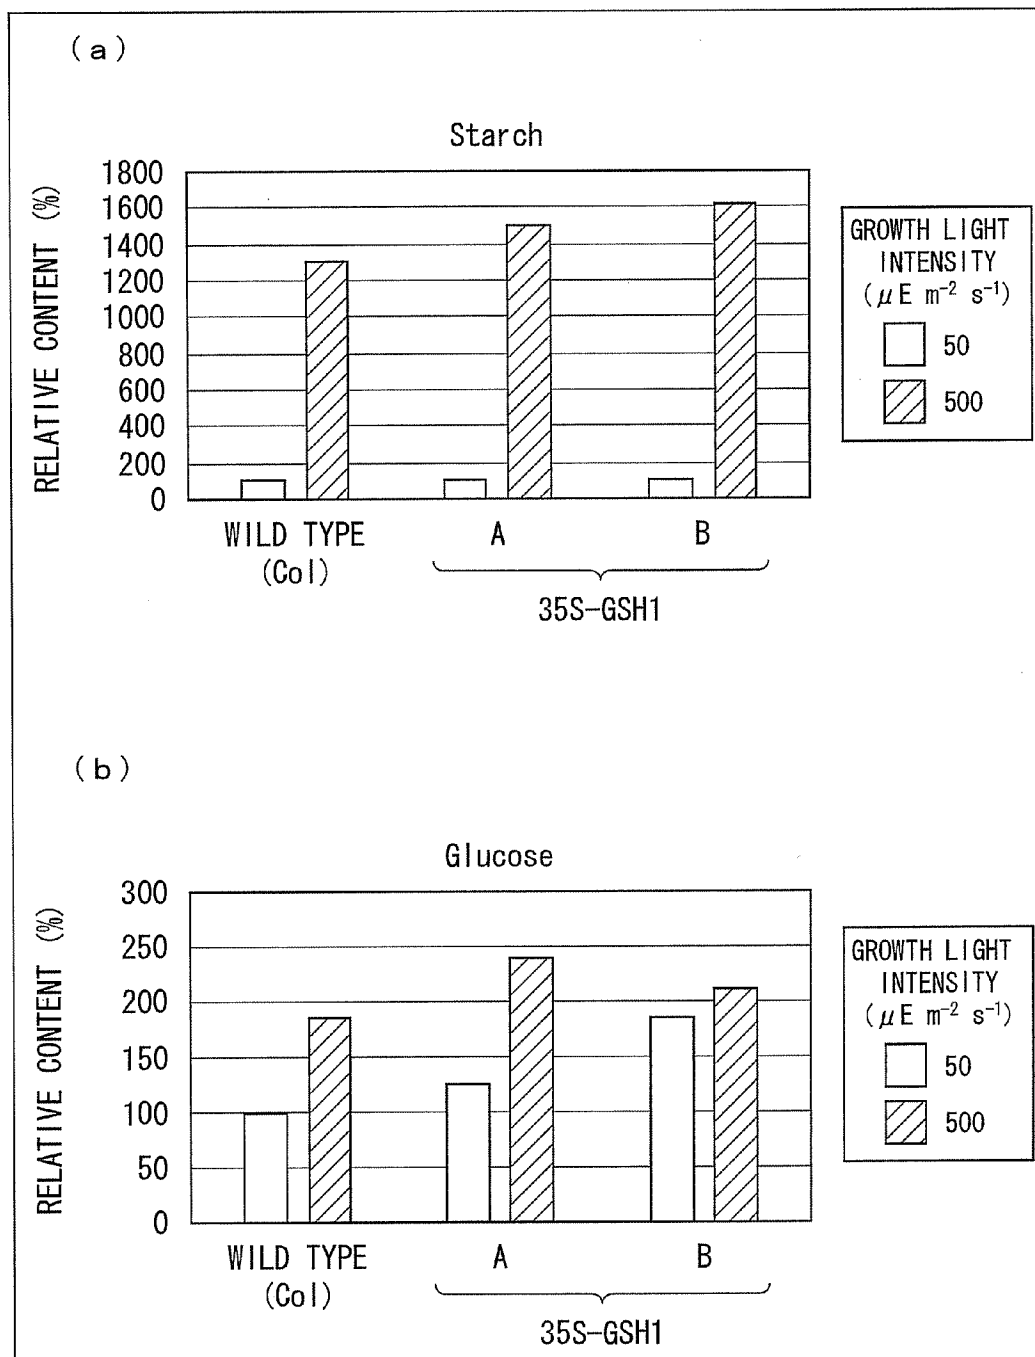 (a)
Starch
RELATIVE CONTENT (%)
1800
1600
1400
1200
1000
800
600
400
200
0
WILD TYPE
(Col)
A
B
35S-GSH1
GROWTH LIGHT
INTENSITY
(μE m⁻² s⁻¹)
50
500
(b)
Glucose
RELATIVE CONTENT (%)
300
250
200
150
100
50
0
WILD TYPE
(Col)
A
B
35S-GSH1
GROWTH LIGHT
INTENSITY
(μE m⁻² s⁻¹)
50
500